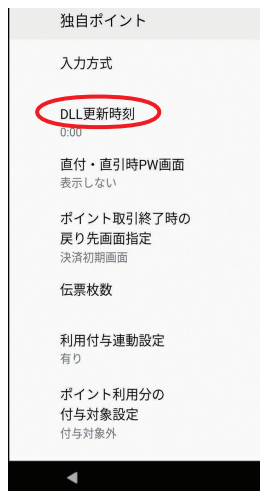 独自ポイント
入力方式
DLL更新時刻
0:00
直付・直引時PW画面
表示しない
ポイント取引終了時の
戻り先画面指定
決済初期画面
伝票枚数
利用付与連動設定
有り
ポイント利用分の
付与対象設定
付与対象外